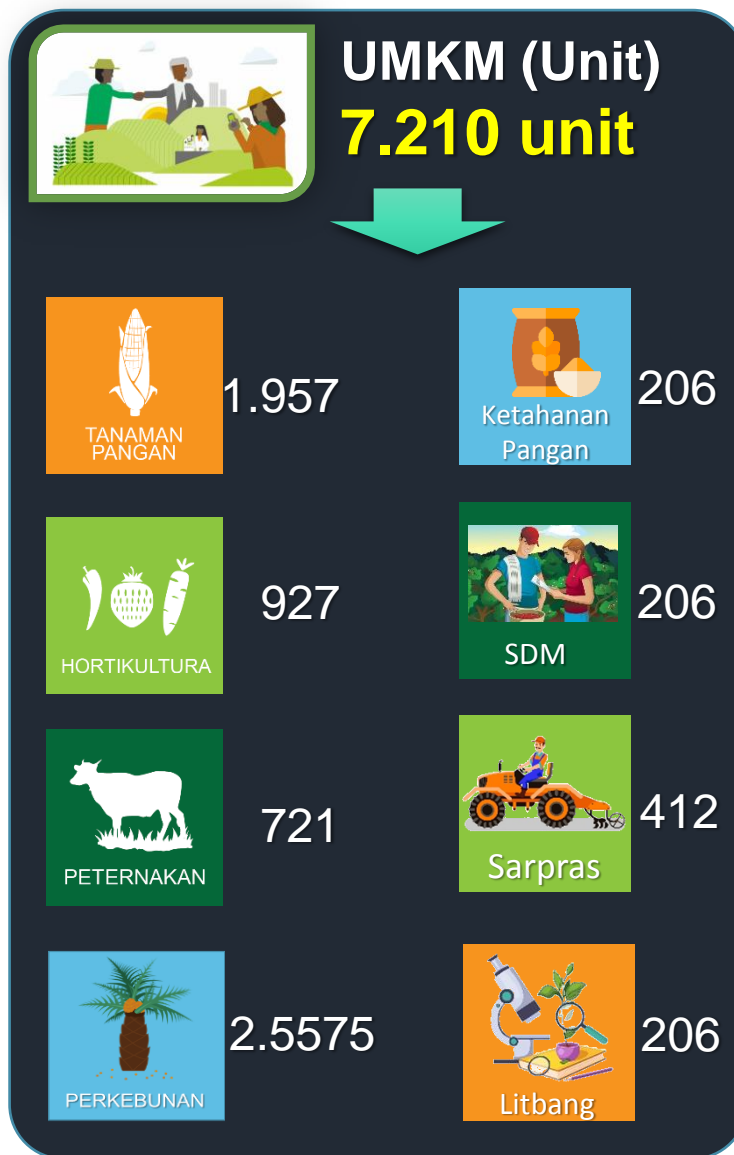 UMKM (Unit)
7.210 unit
TANAMAN
PANGAN
1.957
Ketahanan
Pangan
206
HORTIKULTURA
927
SDM
206
PETERNAKAN
721
Sarpras
412
PERKEBUNAN
2.5575
Litbang
206